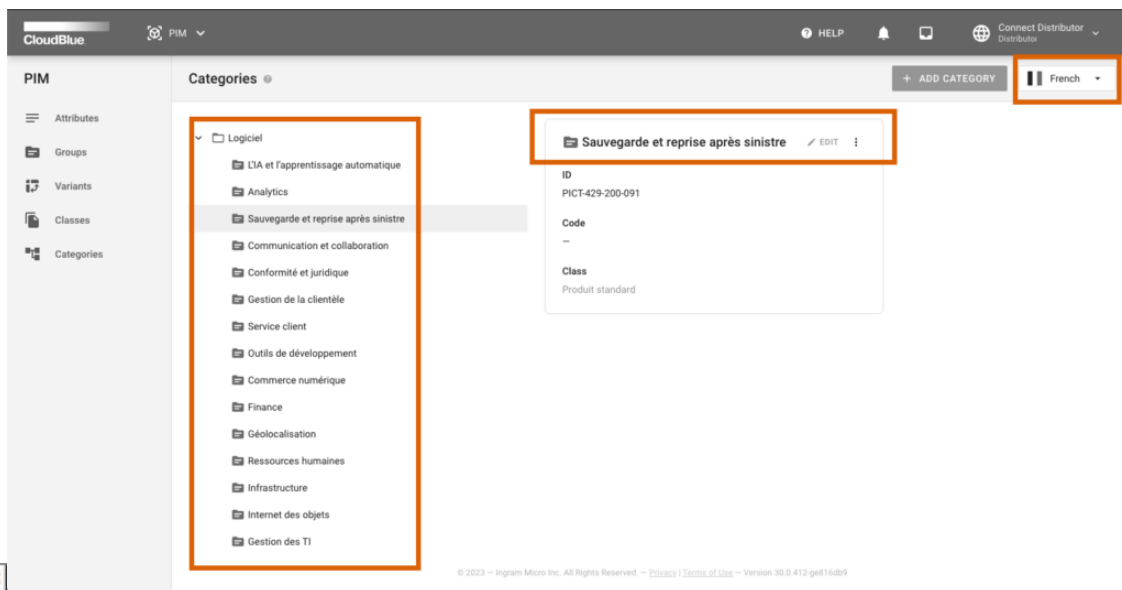 CloudBlue
PIM
HELP
Connect Distributor
Distributor
PIM
Categories
+ ADD CATEGORY
French
Attributes
Groups
Variants
Classes
Categories
Logiciel
L'IA et l'apprentissage automatique
Analytics
Sauvegarde et reprise après sinistre
Communication et collaboration
Conformité et juridique
Gestion de la clientèle
Service client
Outils de développement
Commerce numérique
Finance
Géolocalisation
Ressources humaines
Infrastructure
Internet des objets
Gestion des TI
Sauvegarde et reprise après sinistre
EDIT
ID
PICT-429-200-091
Code
—
Class
Produit standard
© 2023 — Ingram Micro Inc. All Rights Reserved. — Privacy | Terms of Use — Version 30.0.412-ge816db9